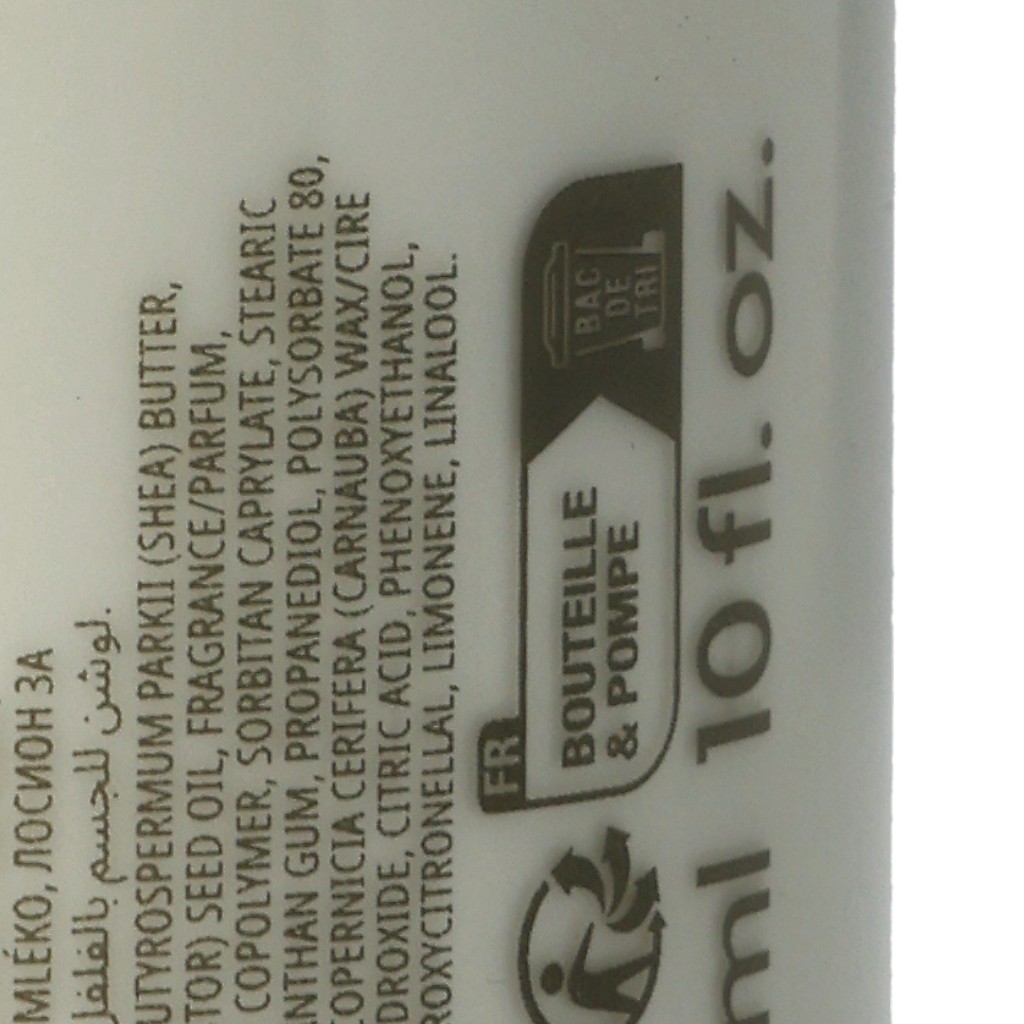 MLÉKO, ЛОСИОН ЗА
لوشن للجسم بالفلفل.
UTYROSPERMUM PARKII (SHEA) BUTTER,
TOR) SEED OIL, FRAGRANCE/PARFUM,
COPOLYMER, SORBITAN CAPRYLATE, STEARIC
NTHAN GUM, PROPANEDIOL, POLYSORBATE 80,
OPERNICIA CERIFERA (CARNAUBA) WAX/CIRE
DROXIDE, CITRIC ACID, PHENOXYETHANOL,
ROXYCITRONELLAL, LIMONENE, LINALOOL.
FR
BOUTEILLE
& POMPE
BAC
DE
TRI
ml 10 fl. oz.